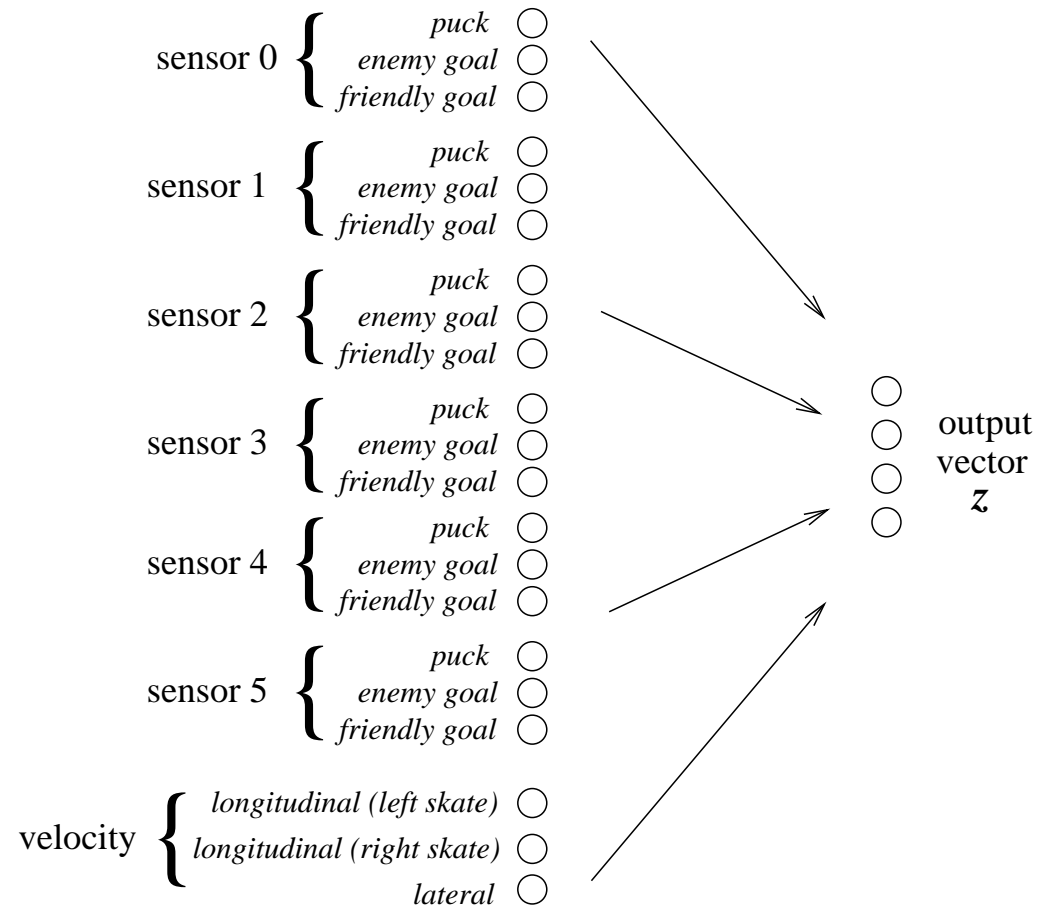 puck
sensor 0 { enemy goal
friendly goal
puck
sensor 1 { enemy goal
friendly goal
puck
sensor 2 { enemy goal
friendly goal
puck
sensor 3 { enemy goal
friendly goal
puck
sensor 4 { enemy goal
friendly goal
puck
sensor 5 { enemy goal
friendly goal
longitudinal (left skate)
velocity { longitudinal (right skate)
lateral
output
vector
z